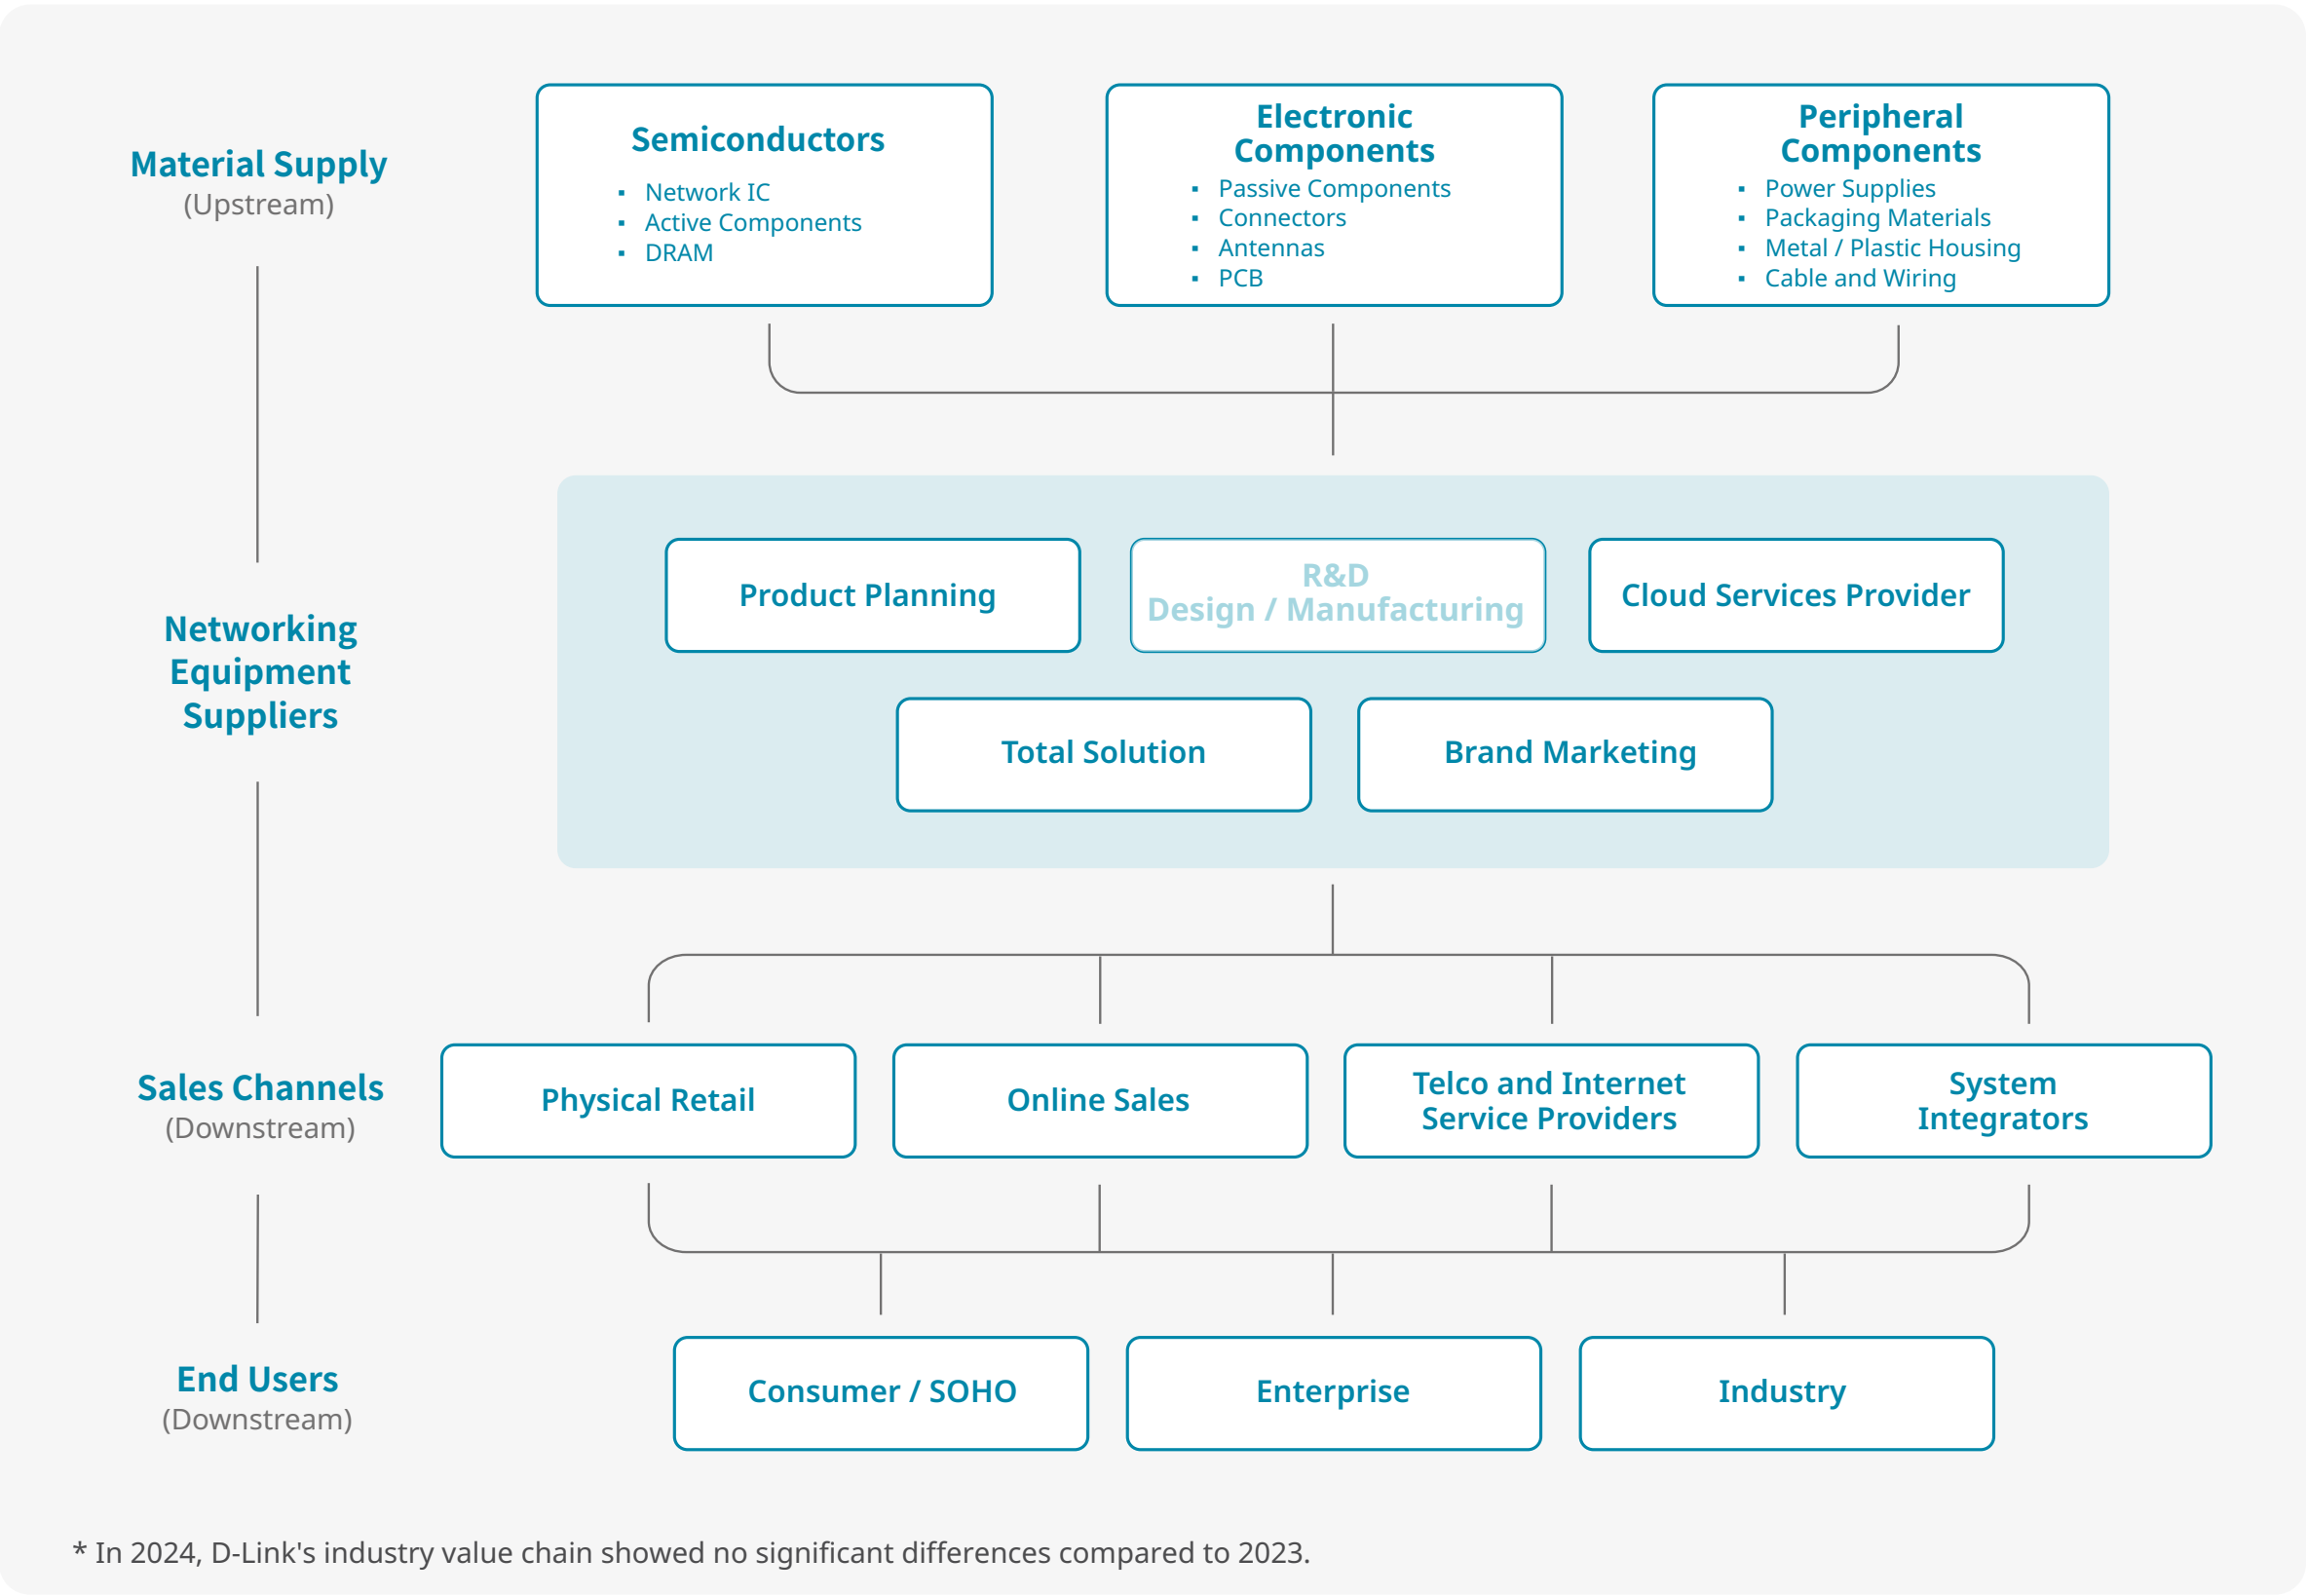 Material Supply
(Upstream)
Semiconductors
▪ Network IC
▪ Active Components
▪ DRAM
Electronic
Components
▪ Passive Components
▪ Connectors
▪ Antennas
▪ PCB
Peripheral
Components
▪ Power Supplies
▪ Packaging Materials
▪ Metal / Plastic Housing
▪ Cable and Wiring
Networking
Equipment
Suppliers
Product Planning
R&D
Design / Manufacturing
Cloud Services Provider
Total Solution
Brand Marketing
Sales Channels
(Downstream)
Physical Retail
Online Sales
Telco and Internet
Service Providers
System
Integrators
End Users
(Downstream)
Consumer / SOHO
Enterprise
Industry
* In 2024, D-Link's industry value chain showed no significant differences compared to 2023.